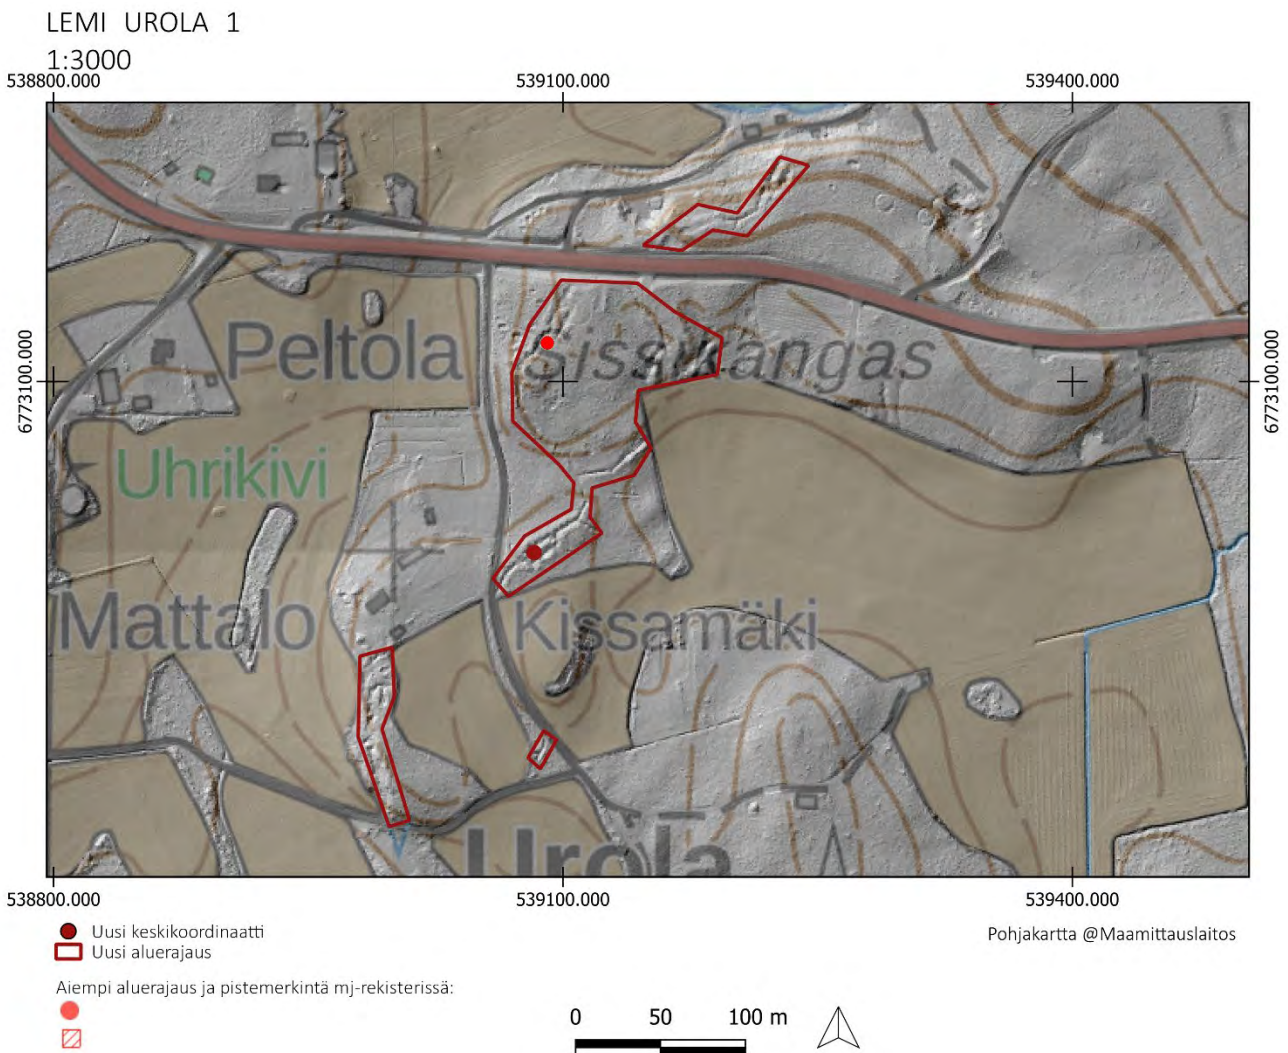 LEMI UROLA 1
1:3000
538800.000 539100.000 539400.000
6773100.000 6773100.000
Peltola Sissikangas
Uhrikivi
Mattalo Kissamäki
Urola
538800.000 539100.000 539400.000
Uusi keskikoordinaatti
Uusi aluerajaus
Pohjakartta @Maamittauslaitos
Aiempi aluerajaus ja pistemerkintä mj-rekisterissä:
0 50 100 m